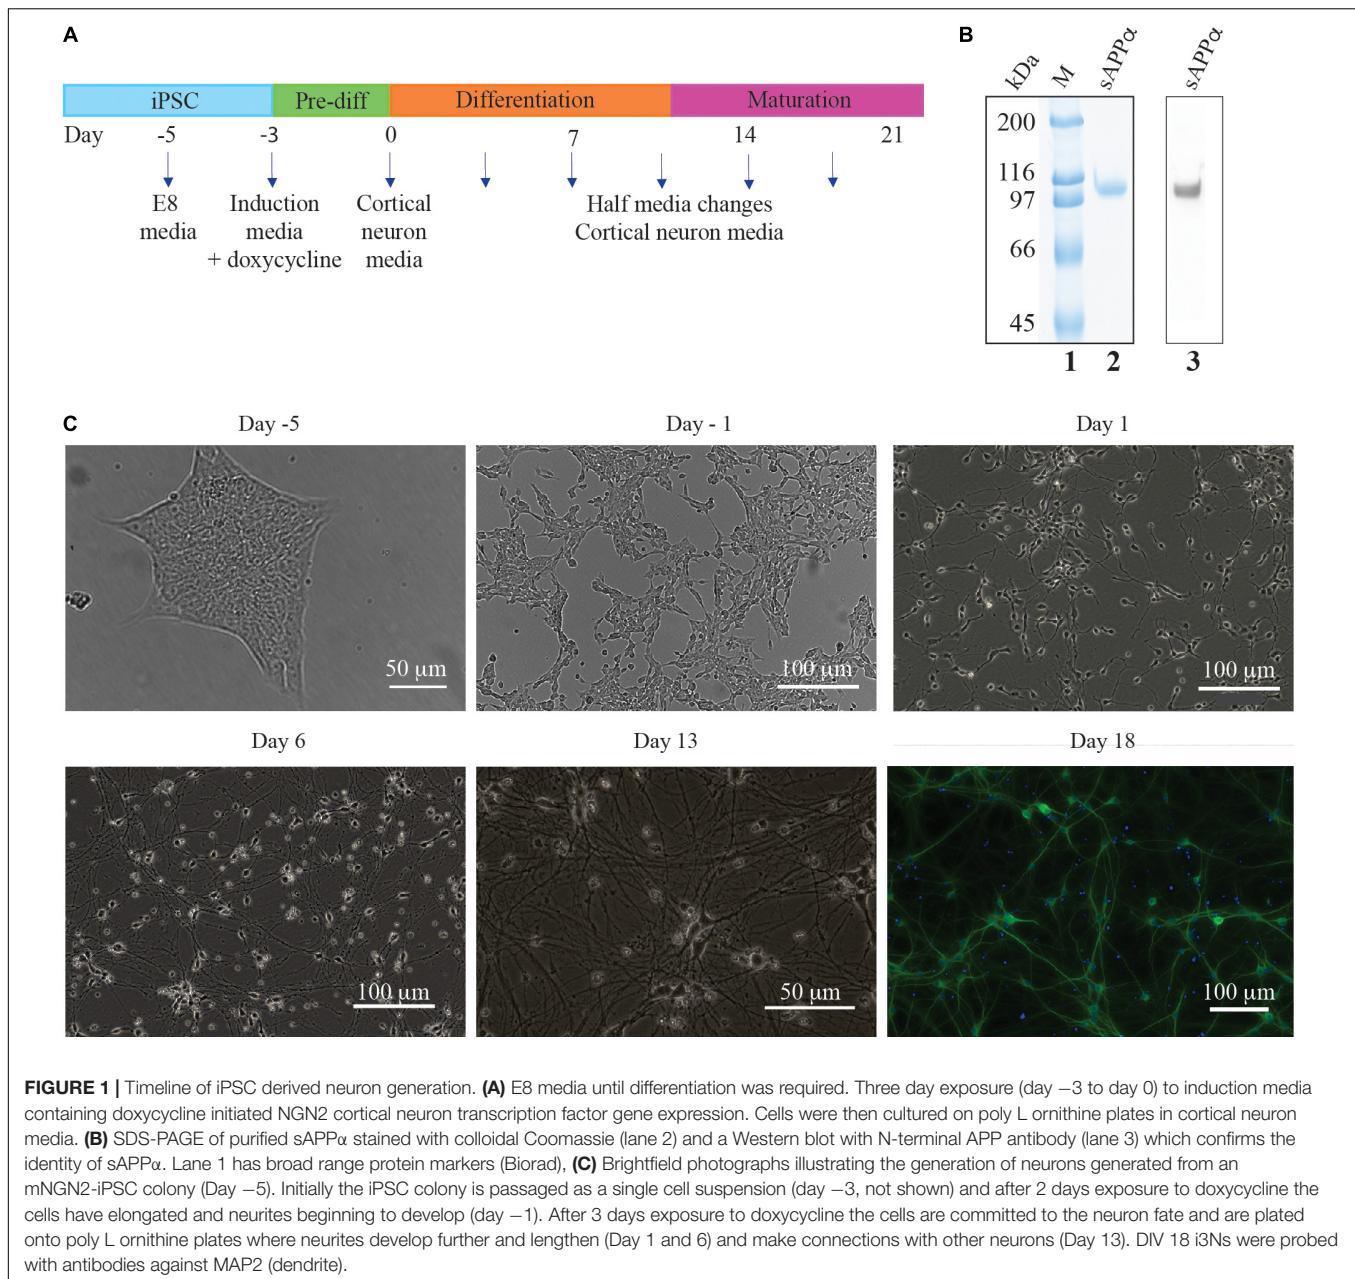 A
iPSC Pre-diff Differentiation Maturation
Day -5 -3 0 7 14 21
E8
media
Induction
media
+ doxycycline
Cortical
neuron
media
Half media changes
Cortical neuron media
B
kDa M sAPPα sAPPα
200
116
97
66
45
1 2 3
C
Day -5 Day - 1 Day 1
50 µm 100 µm 100 µm
Day 6 Day 13 Day 18
100 µm 50 µm 100 µm
FIGURE 1 | Timeline of iPSC derived neuron generation. (A) E8 media until differentiation was required. Three day exposure (day −3 to day 0) to induction media
containing doxycycline initiated NGN2 cortical neuron transcription factor gene expression. Cells were then cultured on poly L ornithine plates in cortical neuron
media. (B) SDS-PAGE of purified sAPPα stained with colloidal Coomassie (lane 2) and a Western blot with N-terminal APP antibody (lane 3) which confirms the
identity of sAPPα. Lane 1 has broad range protein markers (Biorad), (C) Brightfield photographs illustrating the generation of neurons generated from an
mNGN2-iPSC colony (Day −5). Initially the iPSC colony is passaged as a single cell suspension (day −3, not shown) and after 2 days exposure to doxycycline the
cells have elongated and neurites beginning to develop (day −1). After 3 days exposure to doxycycline the cells are committed to the neuron fate and are plated
onto poly L ornithine plates where neurites develop further and lengthen (Day 1 and 6) and make connections with other neurons (Day 13). DIV 18 i3Ns were probed
with antibodies against MAP2 (dendrite).